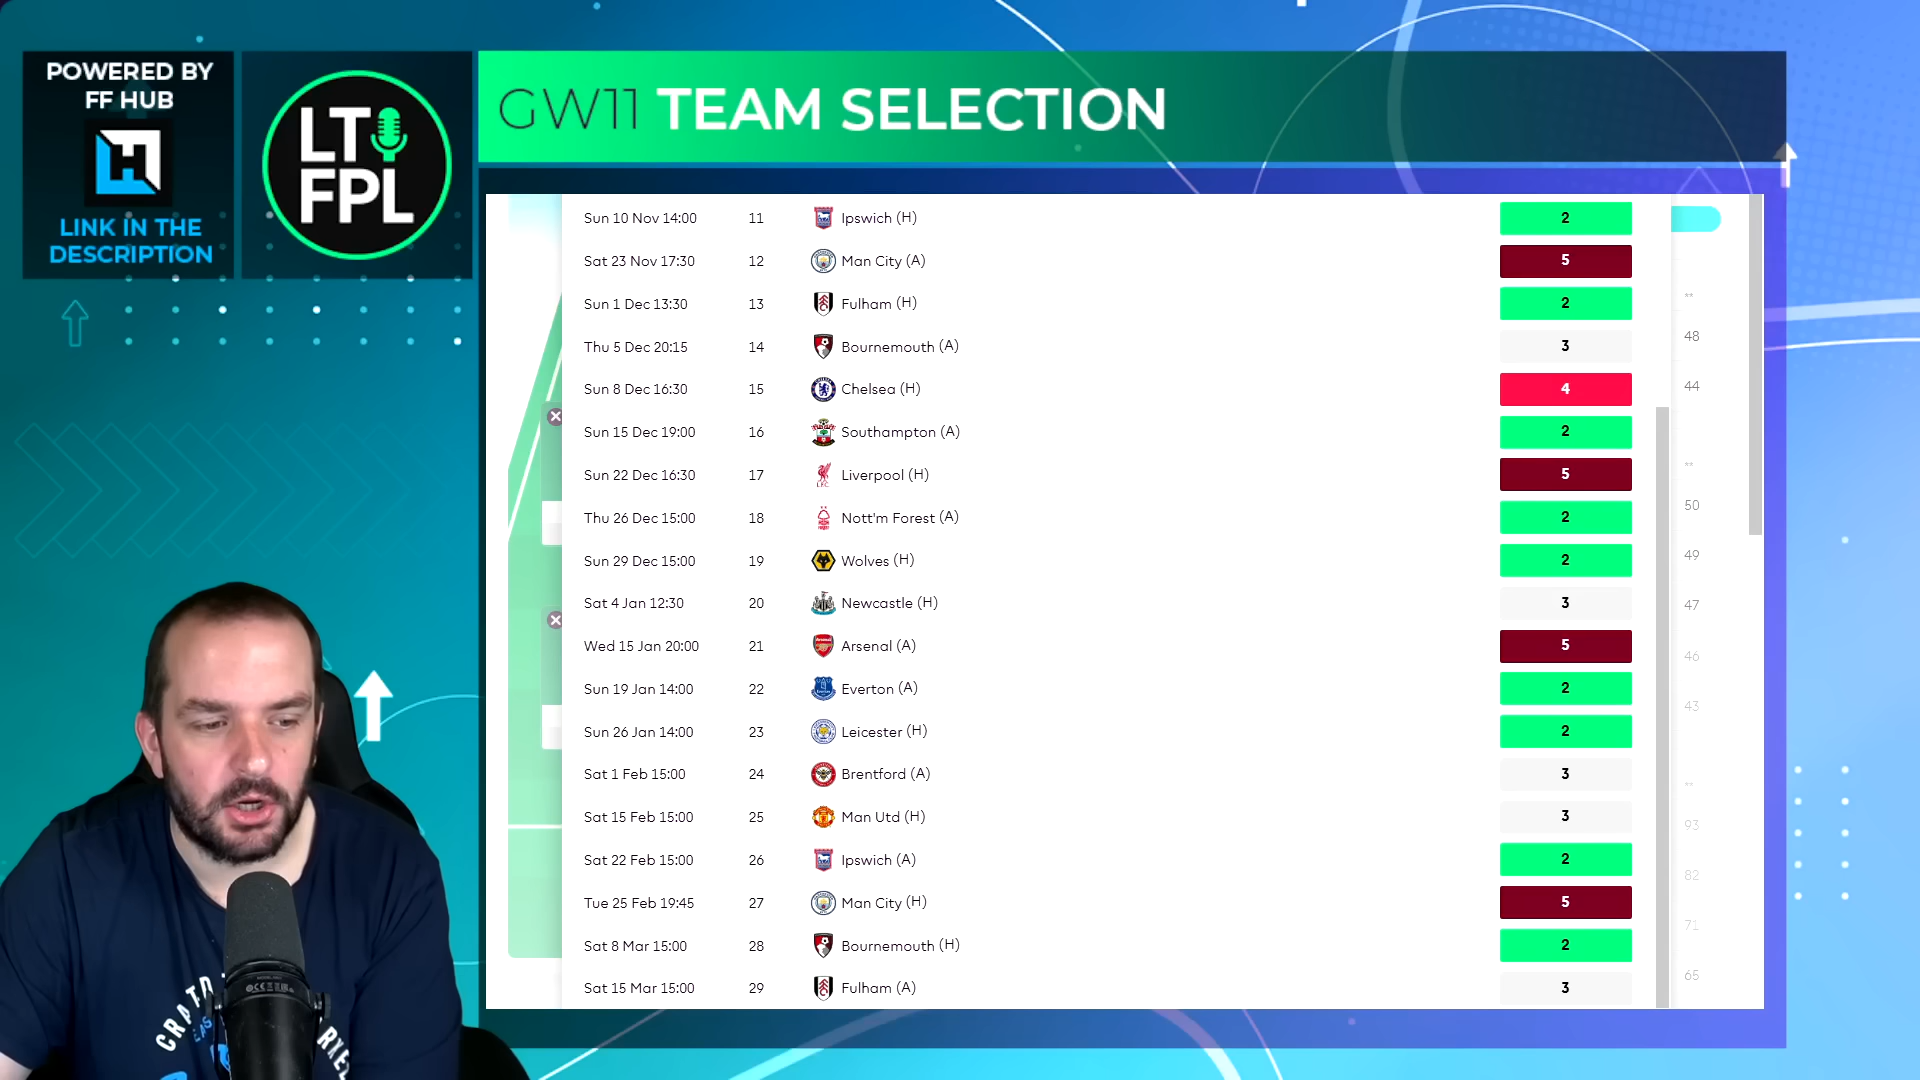 POWERED BY
FF HUB
LINK IN THE
DESCRIPTION
LT
FPL
GW11 TEAM SELECTION
Sun 10 Nov 14:00 11 Ipswich (H) 2
Sat 23 Nov 17:30 12 Man City (A) 5
Sun 1 Dec 13:30 13 Fulham (H) 2
Thu 5 Dec 20:15 14 Bournemouth (A) 3
Sun 8 Dec 16:30 15 Chelsea (H) 4
Sun 15 Dec 19:00 16 Southampton (A) 2
Sun 22 Dec 16:30 17 Liverpool (H) 5
Thu 26 Dec 15:00 18 Nott'm Forest (A) 2
Sun 29 Dec 15:00 19 Wolves (H) 2
Sat 4 Jan 12:30 20 Newcastle (H) 3
Wed 15 Jan 20:00 21 Arsenal (A) 5
Sun 19 Jan 14:00 22 Everton (A) 2
Sun 26 Jan 14:00 23 Leicester (H) 2
Sat 1 Feb 15:00 24 Brentford (A) 3
Sat 15 Feb 15:00 25 Man Utd (H) 3
Sat 22 Feb 15:00 26 Ipswich (A) 2
Tue 25 Feb 19:45 27 Man City (H) 5
Sat 8 Mar 15:00 28 Bournemouth (H) 2
Sat 15 Mar 15:00 29 Fulham (A) 3
**
48
44
**
50
49
47
46
43
**
93
82
71
65